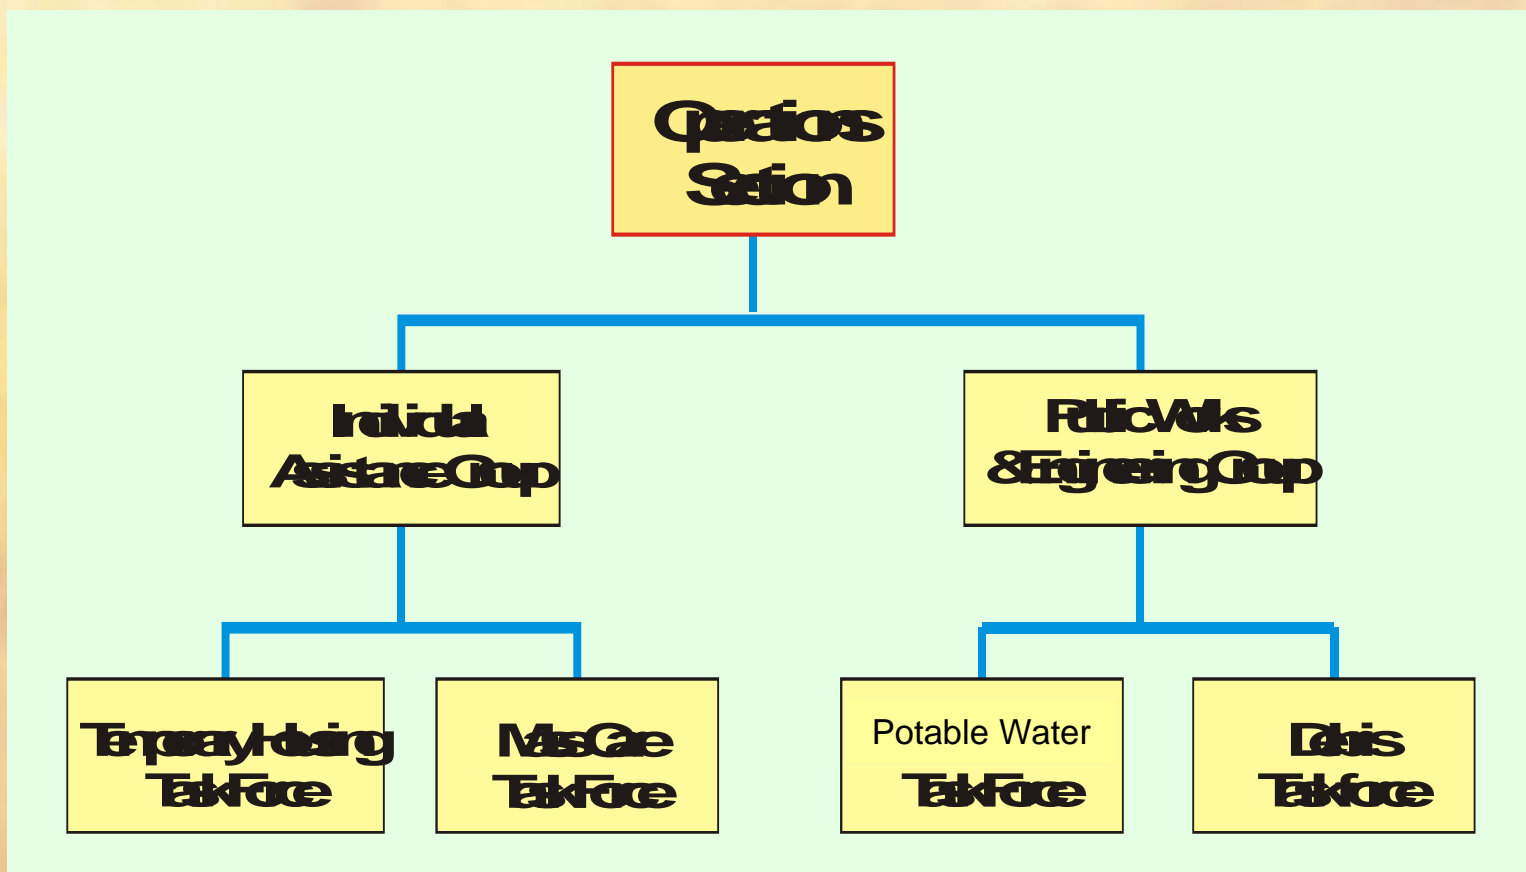 Operations
Section
Individual
Assistance Group
Public Works
& Engineering Group
Temporary Housing
Task Force
Mass Care
Task Force
Potable Water
Task Force
Debris
Task force